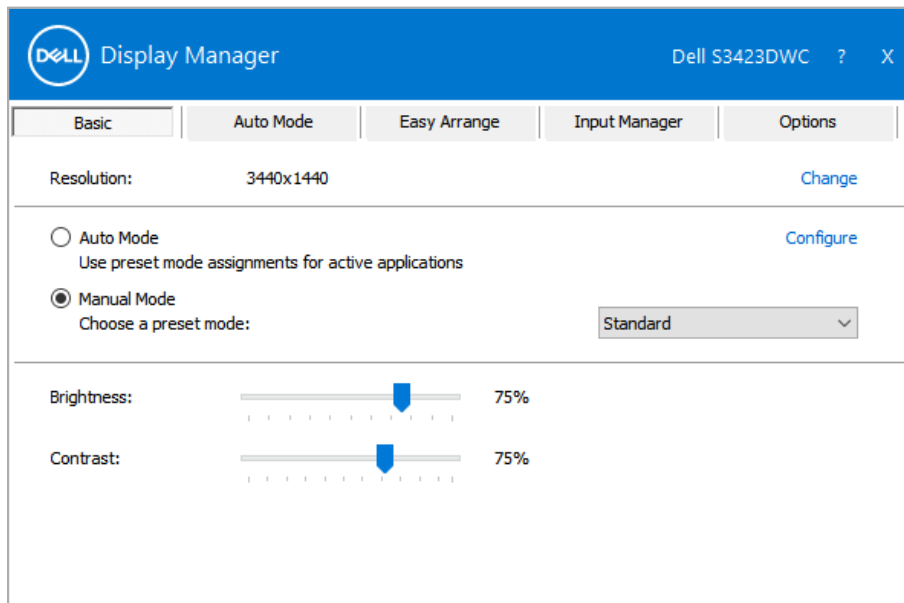 DELL Display Manager Dell S3423DWC ? X
Basic Auto Mode Easy Arrange Input Manager Options
Resolution: 3440x1440 Change
Auto Mode Configure
Use preset mode assignments for active applications
Manual Mode
Choose a preset mode: Standard
Brightness: 75%
Contrast: 75%